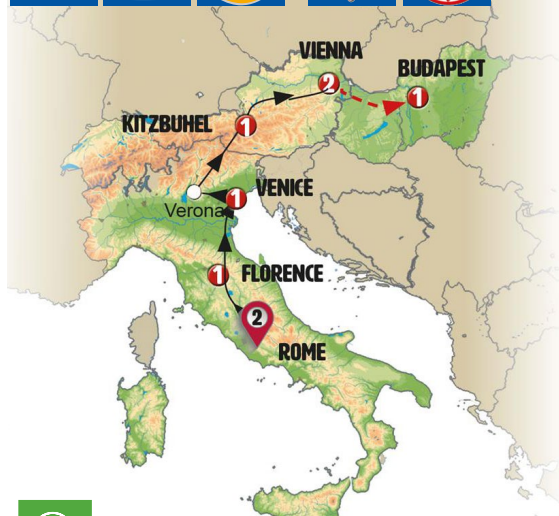 VIENNA
2
BUDAPEST
1
KITZBUHEL
1
VENICE
1
Verona
1
FLORENCE
2
ROME